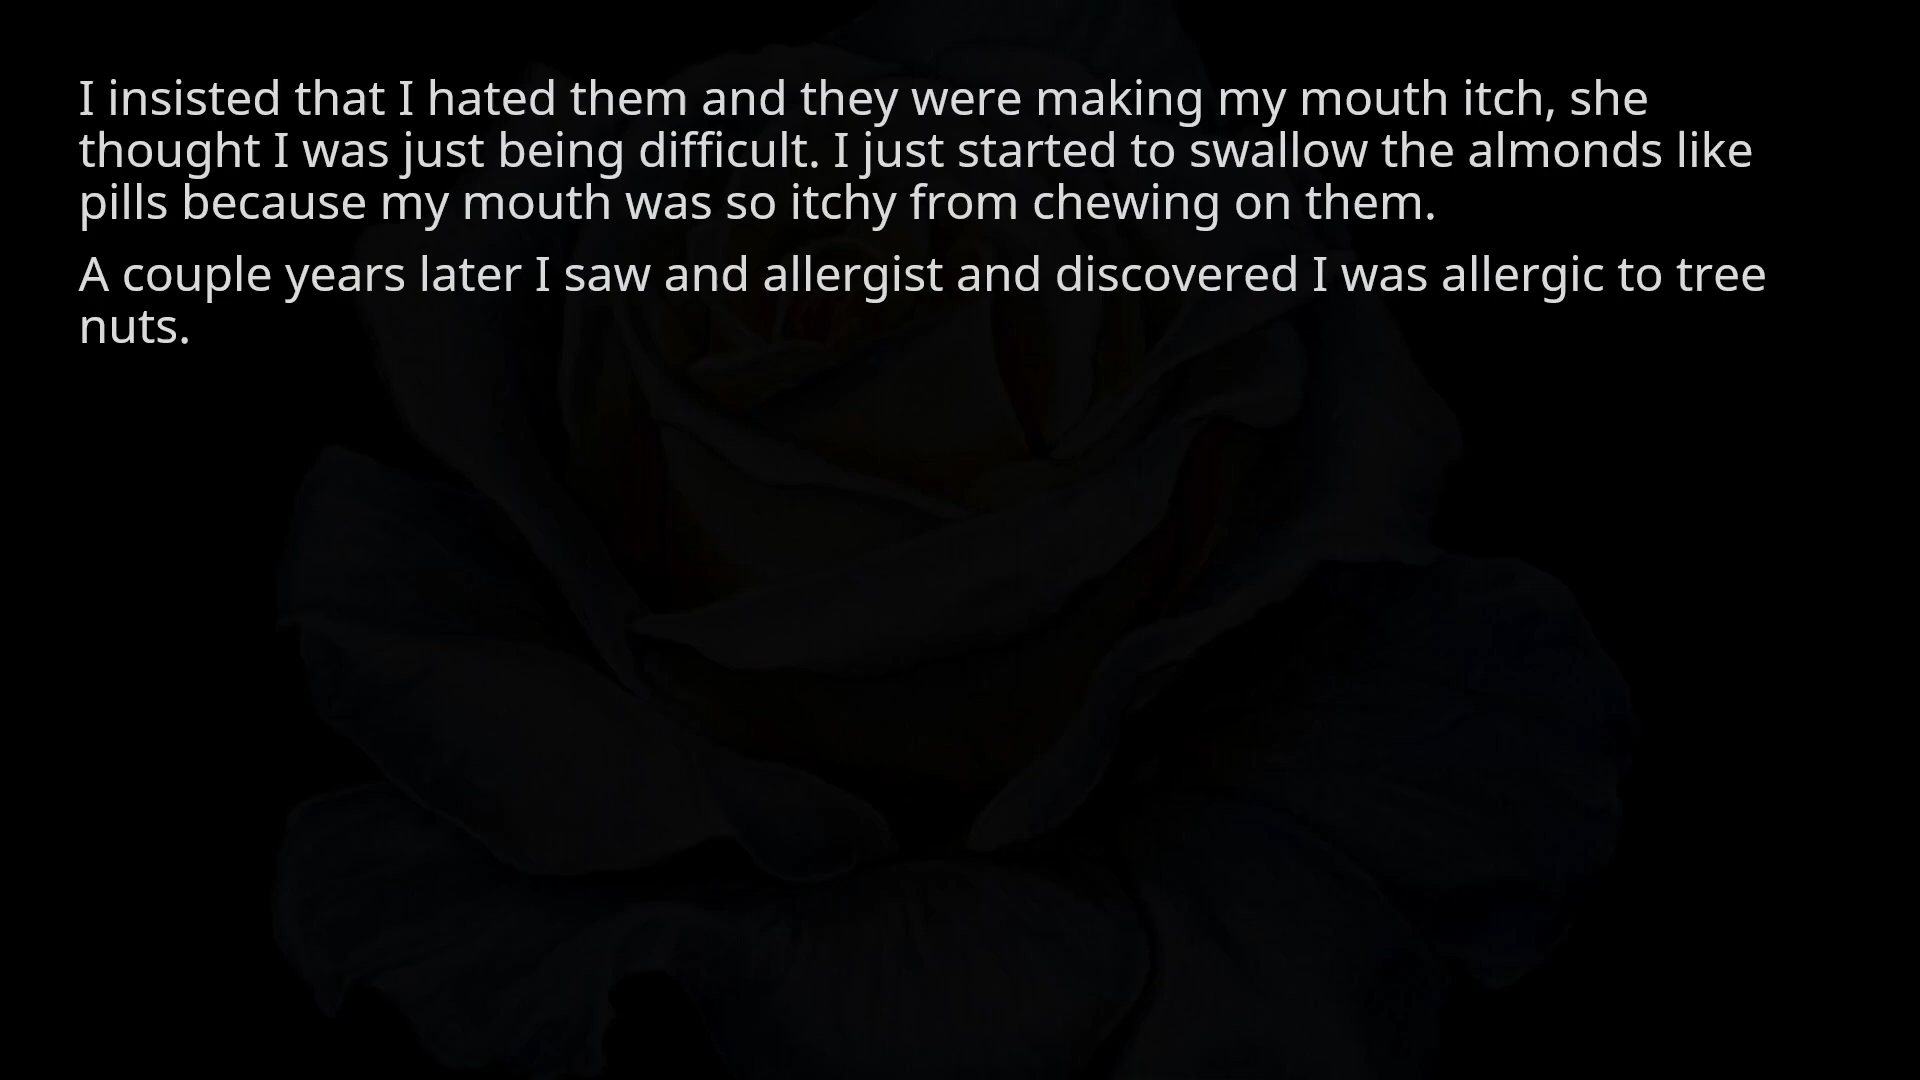 I insisted that I hated them and they were making my mouth itch, she
thought I was just being difficult. I just started to swallow the almonds like
pills because my mouth was so itchy from chewing on them.
A couple years later I saw and allergist and discovered I was allergic to tree
nuts.